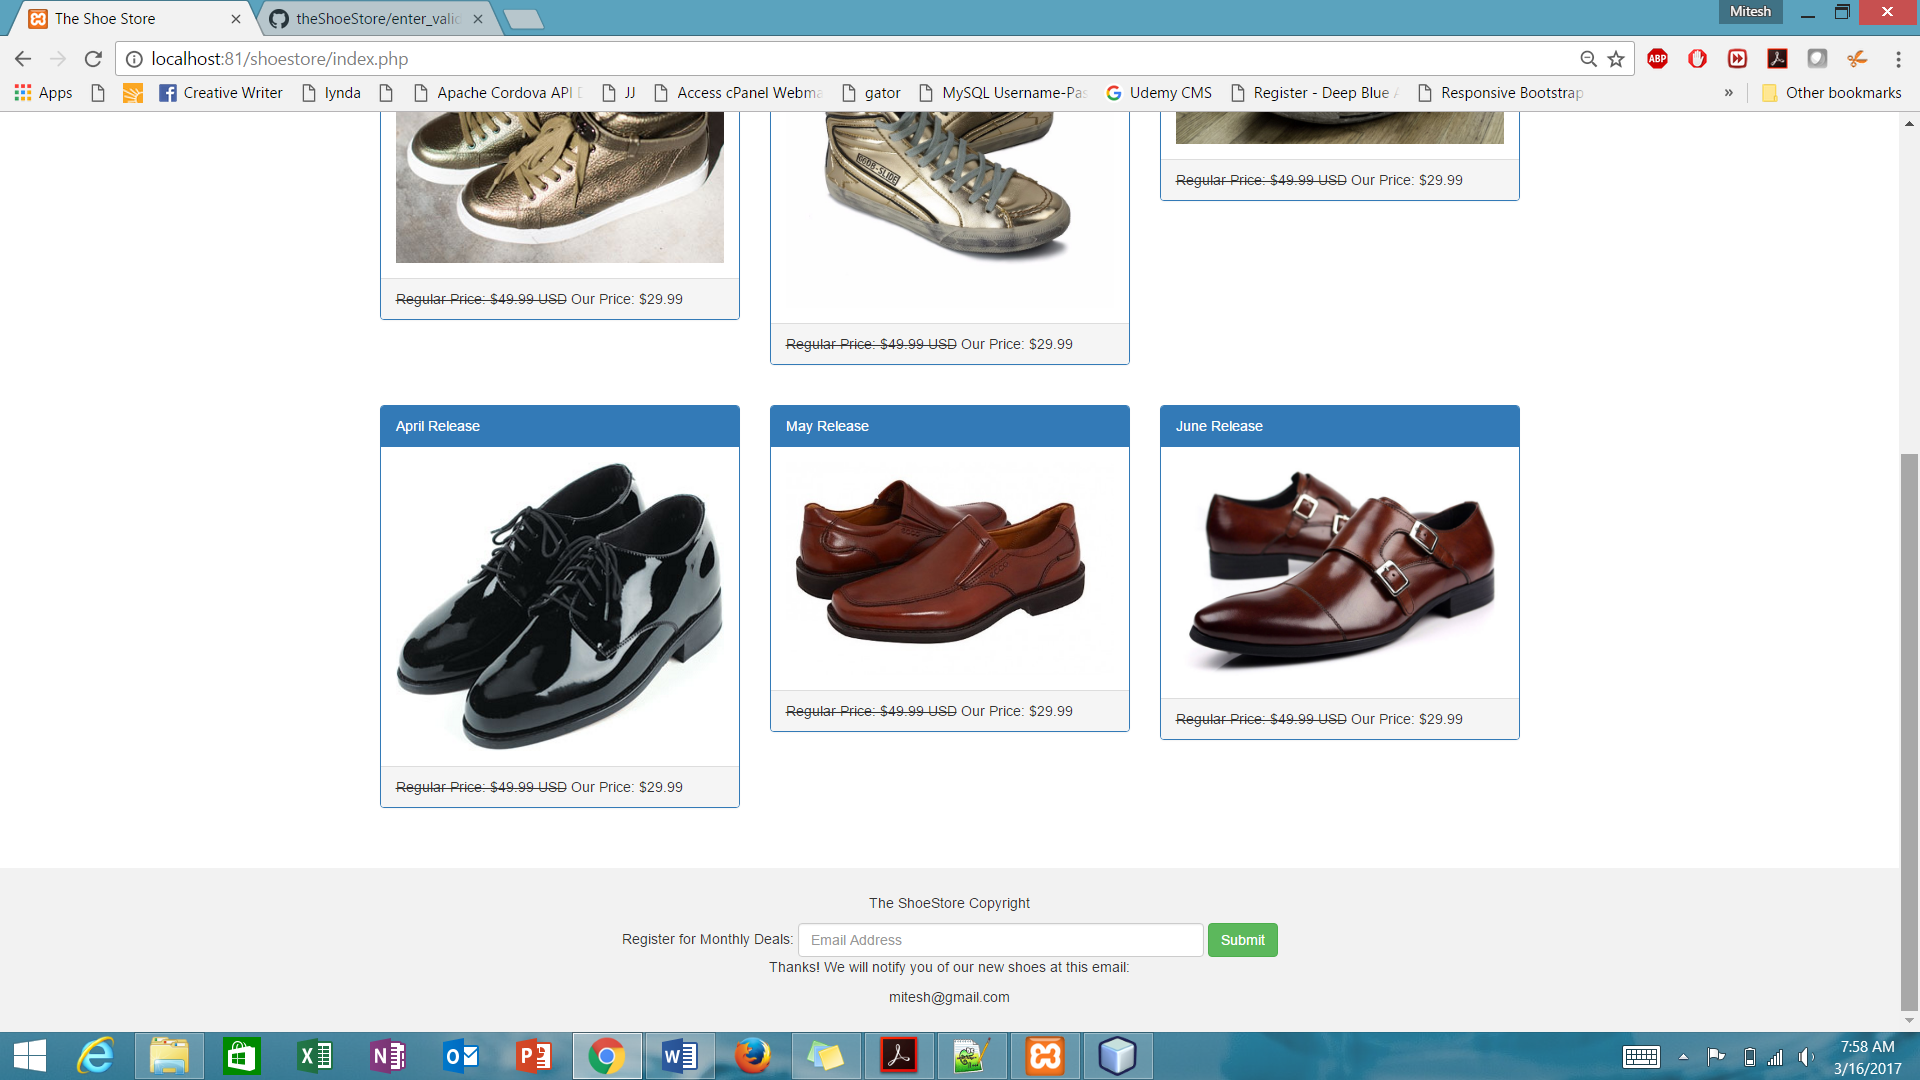 The Shoe Store
theShoeStore/enter_valid
Mitesh
localhost:81/shoestore/index.php
ABP
Apps
Creative Writer
lynda
Apache Cordova API
JJ
Access cPanel Webma
gator
MySQL Username-Pas
Udemy CMS
Register - Deep Blue
Responsive Bootstrap
»
Other bookmarks
GGDB-SLIDE
Regular Price: $49.99 USD Our Price: $29.99
Regular Price: $49.99 USD Our Price: $29.99
Regular Price: $49.99 USD Our Price: $29.99
April Release
May Release
June Release
Regular Price: $49.99 USD Our Price: $29.99
Regular Price: $49.99 USD Our Price: $29.99
Regular Price: $49.99 USD Our Price: $29.99
The ShoeStore Copyright
Register for Monthly Deals: Email Address Submit
Thanks! We will notify you of our new shoes at this email:
mitesh@gmail.com
7:58 AM
3/16/2017